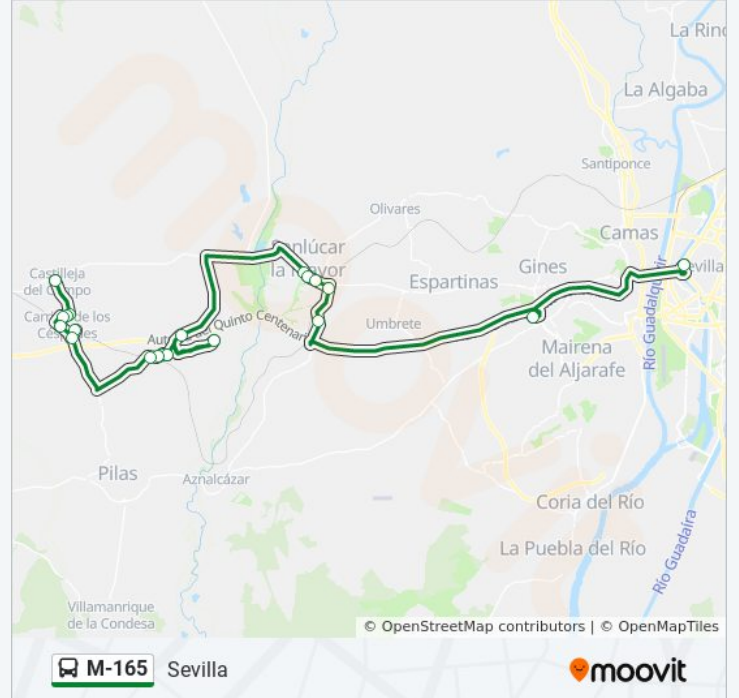 La Rinc
La Algaba
Santiponce
Olivares
Camas
Sanlúcar
la Mayor
Castilleja
del Campo
Espartinas
Gines
Sevilla
Río Guadalquivir
Umbrete
Mairena
del Aljarafe
Pilas
Aznalcázar
Coria del Río
La Puebla del Río
Río Guadaíra
Villamanrique
de la Condesa
© OpenStreetMap contributors | © OpenMapTiles
M-165 Sevilla
moovit